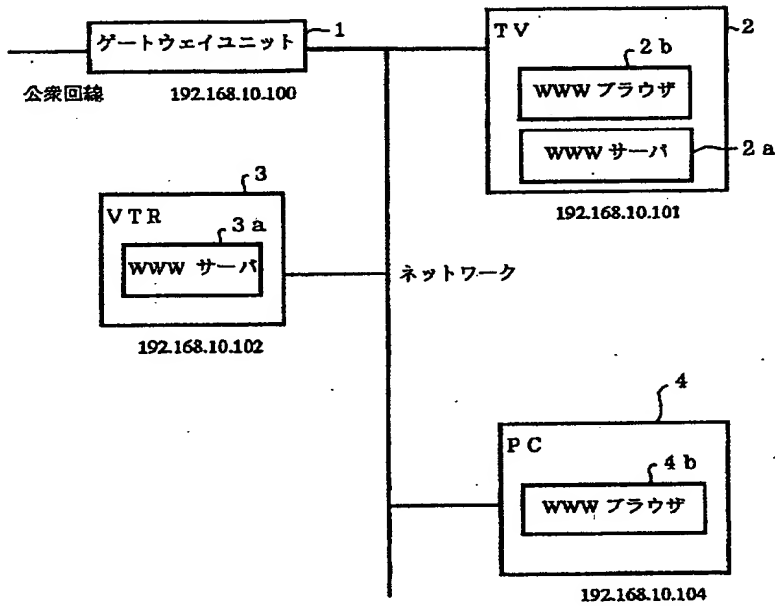 ゲートウェイユニット
1
公衆回線
192.168.10.100
TV
2
2b
WWW ブラウザ
WWW サーバ
2a
192.168.10.101
3
VTR
3a
WWW サーバ
192.168.10.102
ネットワーク
4
PC
4b
WWW ブラウザ
192.168.10.104